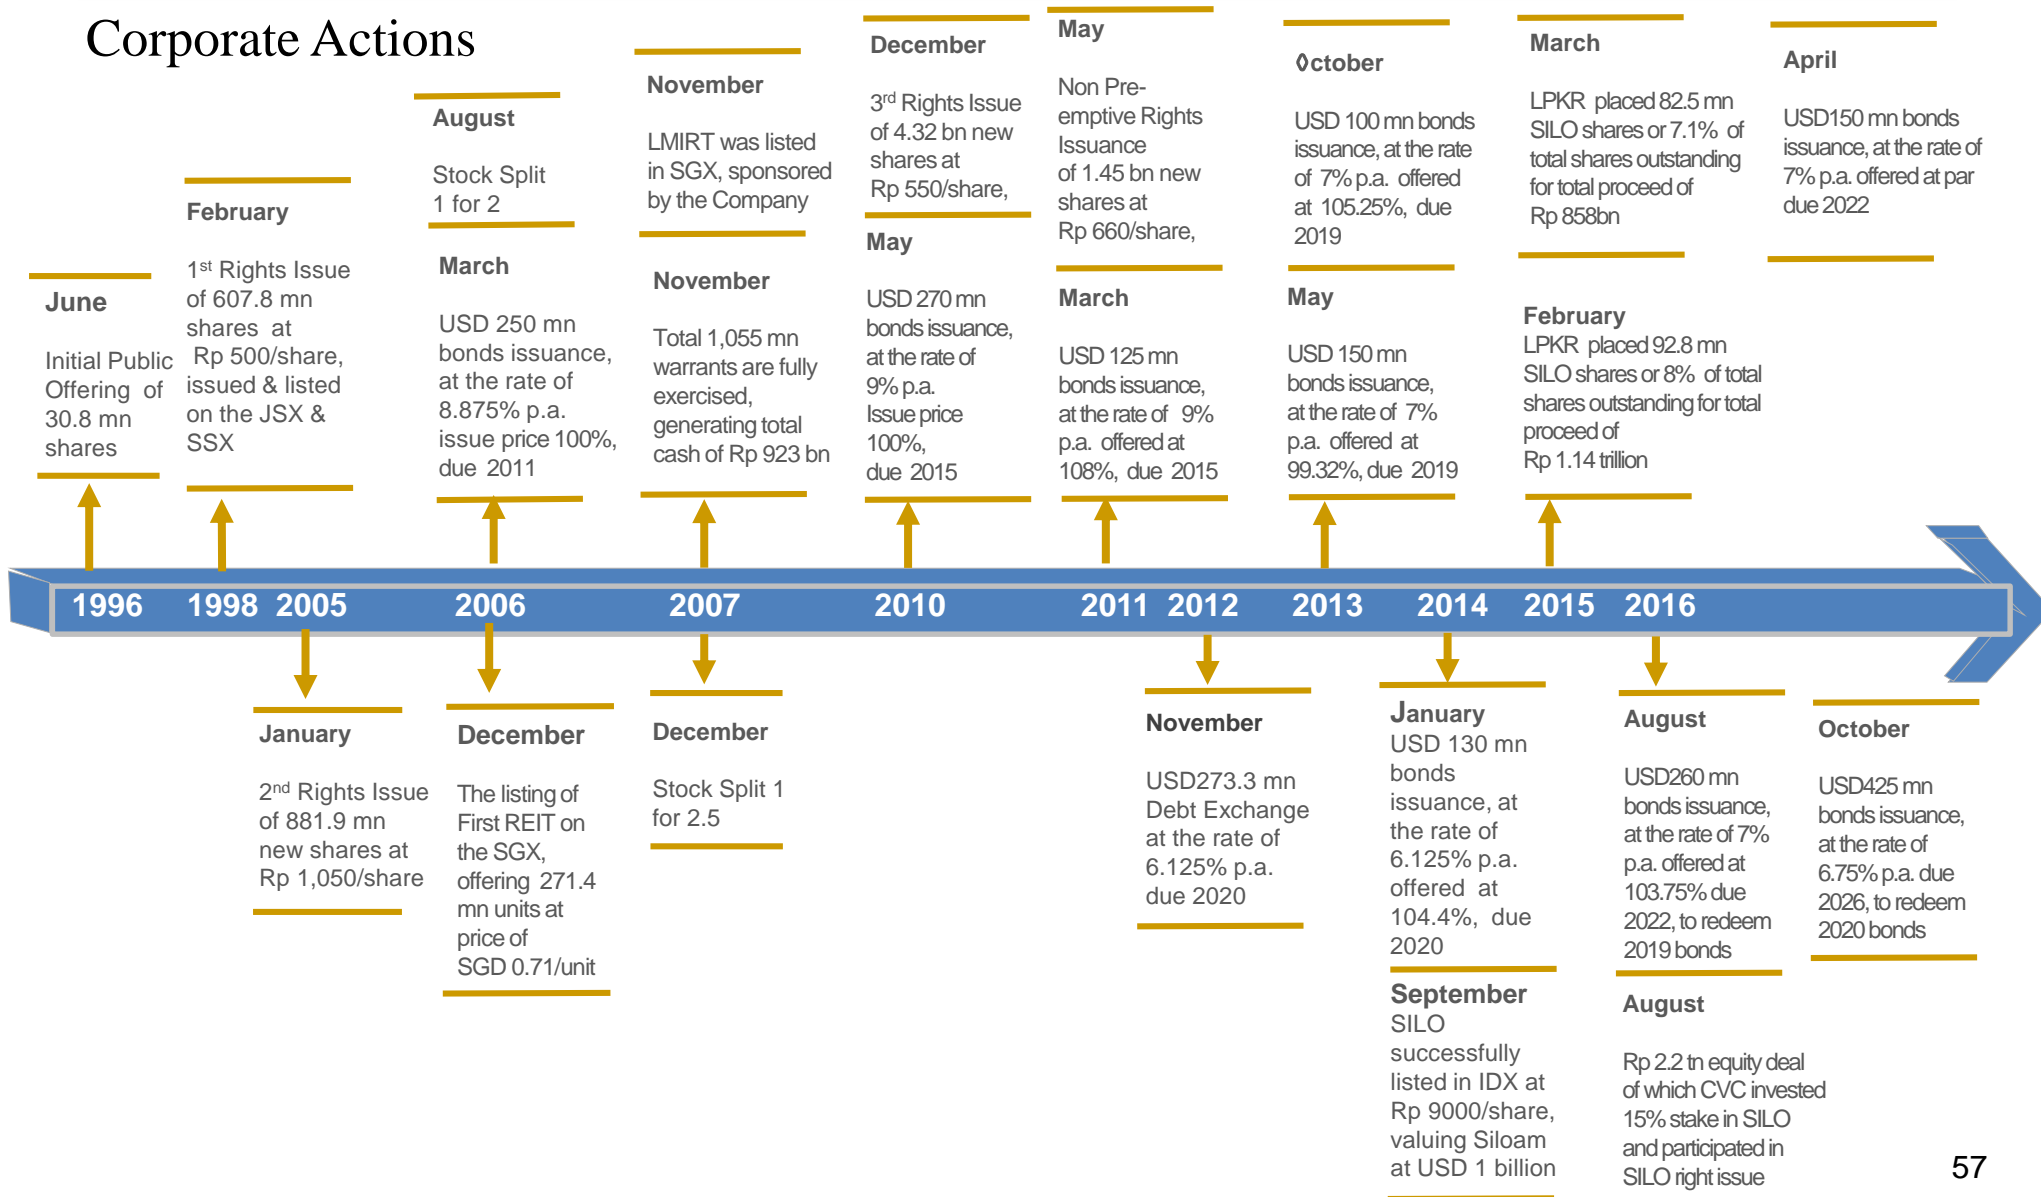 Corporate Actions
June
Initial Public
Offering of
30.8 mn
shares
February
1st Rights Issue
of 607.8 mn
shares at
Rp 500/share,
issued & listed
on the JSX &
SSX
August
Stock Split
1 for 2
March
USD 250 mn
bonds issuance,
at the rate of
8.875% p.a.
issue price 100%,
due 2011
November
LMIRT was listed
in SGX, sponsored
by the Company
November
Total 1,055 mn
warrants are fully
exercised,
generating total
cash of Rp 923 bn
December
3rd Rights Issue
of 4.32 bn new
shares at
Rp 550/share,
May
USD 270 mn
bonds issuance,
at the rate of
9% p.a.
Issue price
100%,
due 2015
May
Non Pre-
emptive Rights
Issuance
of 1.45 bn new
shares at
Rp 660/share,
March
USD 125 mn
bonds issuance,
at the rate of 9%
p.a. offered at
108%, due 2015
◊ctober
USD 100 mn bonds
issuance, at the rate
of 7% p.a. offered
at 105.25%, due
2019
May
USD 150 mn
bonds issuance,
at the rate of 7%
p.a. offered at
99.32%, due 2019
March
LPKR placed 82.5 mn
SILO shares or 7.1% of
total shares outstanding
for total proceed of
Rp 858bn
February
LPKR placed 92.8 mn
SILO shares or 8% of total
shares outstanding for total
proceed of
Rp 1.14 trillion
April
USD150 mn bonds
issuance, at the rate of
7% p.a. offered at par
due 2022
1996 1998 2005 2006 2007 2010 2011 2012 2013 2014 2015 2016
January
2nd Rights Issue
of 881.9 mn
new shares at
Rp 1,050/share
December
The listing of
First REIT on
the SGX,
offering 271.4
mn units at
price of
SGD 0.71/unit
December
Stock Split 1
for 2.5
November
USD273.3 mn
Debt Exchange
at the rate of
6.125% p.a.
due 2020
January
USD 130 mn
bonds
issuance, at
the rate of
6.125% p.a.
offered at
104.4%, due
2020
September
SILO
successfully
listed in IDX at
Rp 9000/share,
valuing Siloam
at USD 1 billion
August
USD260 mn
bonds issuance,
at the rate of 7%
p.a. offered at
103.75% due
2022, to redeem
2019 bonds
August
Rp 2.2 tn equity deal
of which CVC invested
15% stake in SILO
and participated in
SILO right issue
October
USD425 mn
bonds issuance,
at the rate of
6.75% p.a. due
2026, to redeem
2020 bonds
57